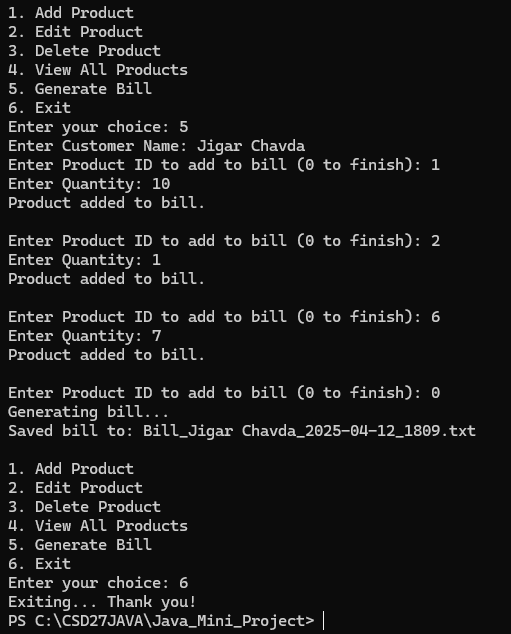 1. Add Product
2. Edit Product
3. Delete Product
4. View All Products
5. Generate Bill
6. Exit
Enter your choice: 5
Enter Customer Name: Jigar Chavda
Enter Product ID to add to bill (0 to finish): 1
Enter Quantity: 10
Product added to bill.
Enter Product ID to add to bill (0 to finish): 2
Enter Quantity: 1
Product added to bill.
Enter Product ID to add to bill (0 to finish): 6
Enter Quantity: 7
Product added to bill.
Enter Product ID to add to bill (0 to finish): 0
Generating bill...
Saved bill to: Bill_Jigar Chavda_2025-04-12_1809.txt
1. Add Product
2. Edit Product
3. Delete Product
4. View All Products
5. Generate Bill
6. Exit
Enter your choice: 6
Exiting... Thank you!
PS C:\CSD27JAVA\Java_Mini_Project>